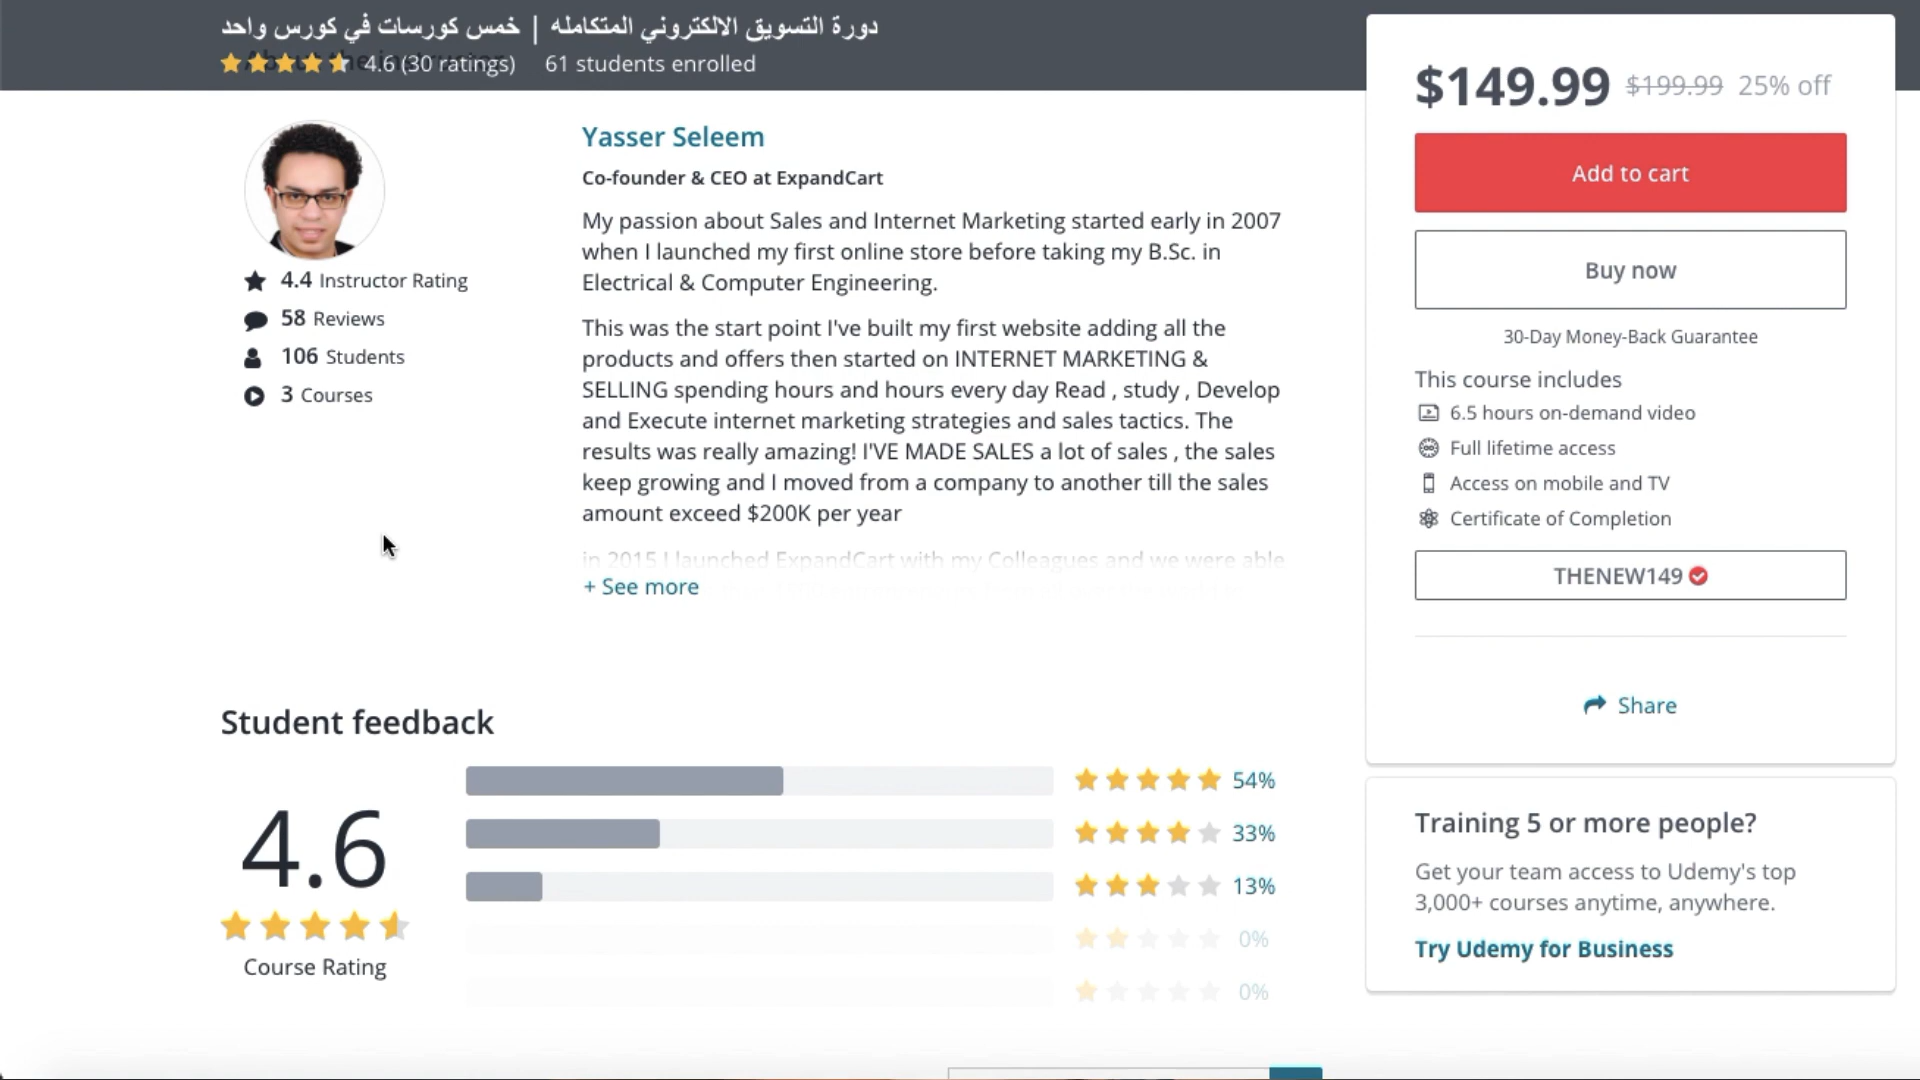 دورة التسويق الالكتروني المتكامله | خمس كورسات في كورس واحد
4.6 (30 ratings) 61 students enrolled
Yasser Seleem
Co-founder & CEO at ExpandCart
My passion about Sales and Internet Marketing started early in 2007
when I launched my first online store before taking my B.Sc. in
Electrical & Computer Engineering.
This was the start point I've built my first website adding all the
products and offers then started on INTERNET MARKETING &
SELLING spending hours and hours every day Read , study , Develop
and Execute internet marketing strategies and sales tactics. The
results was really amazing! I'VE MADE SALES a lot of sales , the sales
keep growing and I moved from a company to another till the sales
amount exceed $200K per year
in 2015 I launched ExpandCart with my Colleagues and we were able
+ See more
4.4 Instructor Rating
58 Reviews
106 Students
3 Courses
Student feedback
4.6
Course Rating
54%
33%
13%
0%
0%
$149.99 $199.99 25% off
Add to cart
Buy now
30-Day Money-Back Guarantee
This course includes
6.5 hours on-demand video
Full lifetime access
Access on mobile and TV
Certificate of Completion
THENEW149
Share
Training 5 or more people?
Get your team access to Udemy's top
3,000+ courses anytime, anywhere.
Try Udemy for Business